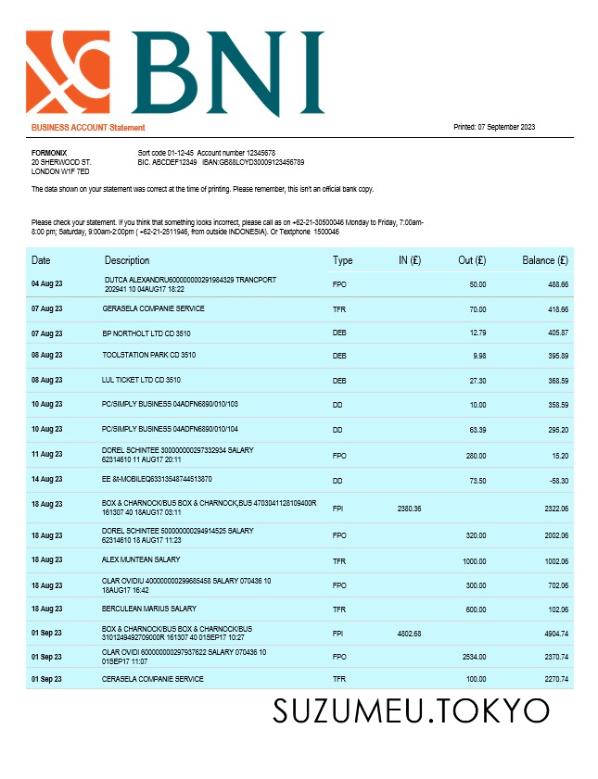 BNI
BUSINESS ACCOUNT Statement
Printed: 07 September 2023
FORMONIX
20 SHERWOOD ST.
LONDON W1F 7ED
Sort code 01-12-45 Account number 12345678
BIC. ABCDEF12349 IBAN:GB88LOYD30009123456789
The data shown on your statement was correct at the time of printing. Please remember, this isn't an official bank copy.
Please check your statement. If you think that something looks incorrect, please call as on +62-21-30500046 Monday to Friday, 7:00am-
8:00 pm; Saturday, 9:00am-2:00pm ( +62-21-2511946, from outside INDONESIA). Or Textphone 1500046
Date Description Type IN (£) Out (£) Balance (£)
04 Aug 23 DUTCA ALEXANDRU600000000291984329 TRANCPORT FPO 50.00 488.66
202941 10 04AUG17 18:22
07 Aug 23 GERASELA COMPANIE SERVICE TFR 70.00 418.66
07 Aug 23 BP NORTHOLT LTD CD 3510 DEB 12.79 405.87
08 Aug 23 TOOLSTATION PARK CD 3510 DEB 9.98 395.89
08 Aug 23 LUL TICKET LTD CD 3510 DEB 27.30 368.59
10 Aug 23 PC/SIMPLY BUSINESS 04ADFN6890/010/103 DD 10.00 358.59
10 Aug 23 PC/SIMPLY BUSINESS 04ADFN6890/010/104 DD 63.39 295.20
11 Aug 23 DOREL SCHINTEE 300000000297332934 SALARY FPO 280.00 15.20
62314610 11 AUG17 20:11
14 Aug 23 EE &t-MOBILEQ63313548744513870 DD 73.50 -58.30
18 Aug 23 BOX & CHARNOCK/BUS BOX & CHARNOCK,BUS 4703041128109400R FPI 2380.36 2322.06
161307 40 18AUG17 03:11
18 Aug 23 DOREL SCHINTEE 500000000294914525 SALARY FPO 320.00 2002.06
62314610 18 AUG17 11:23
18 Aug 23 ALEX MUNTEAN SALARY TFR 1000.00 1002.06
18 Aug 23 OLAR OVIDIU 400000000299685458 SALARY 070436 10 FPO 300.00 702.06
18AUG17 16:42
18 Aug 23 BERCULEAN MARIUS SALARY TFR 600.00 102.06
01 Sep 23 BOX & CHARNOCK/BUS BOX & CHARNOCK/BUS FPI 4802.68 4904.74
3101249492709000R 161307 40 01SEP17 10:27
01 Sep 23 OLAR OVIDI 600000000297937622 SALARY 070436 10 FPO 2534.00 2370.74
01SEP17 11:07
01 Sep 23 CERASELA COMPANIE SERVICE TFR 100.00 2270.74
SUZUMEU.TOKYO